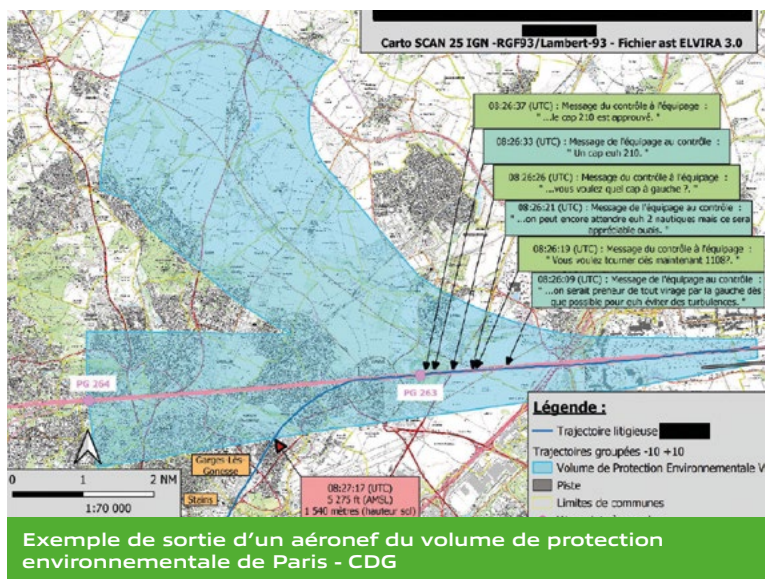 Carto SCAN 25 IGN -RGF93/Lambert-93 - Fichier ast ELVIRA 3.0
08:26:37 (UTC) : Message du contrôle à l'équipage :
" ...le cap 210 est approuvé. "
08:26:33 (UTC) : Message de l'équipage au contrôle :
" Un cap euh 210. "
08:26:26 (UTC) : Message du contrôle à l'équipage :
" ...vous voulez quel cap à gauche ?. "
08:26:21 (UTC) : Message de l'équipage au contrôle :
" ...on peut encore attendre euh 2 nautiques mais ce sera
appréciable ouais. "
08:26:19 (UTC) : Message du contrôle à l'équipage :
" Vous voulez tourner dès maintenant 1108?. "
08:26:09 (UTC) : Message de l'équipage au contrôle :
" ...on serait preneur de tout virage par la gauche dès
que possible pour euh éviter des turbulences. "
PG 264
PG 263
Garges Lès-
Gonesse
Stains
08:27:17 (UTC)
5 275 ft (AMSL)
1 540 mètres (hauteur sol)
0 1 2 NM
1:70 000
Légende :
Trajectoire litigieuse
Trajectoires groupées -10 +10
Volume de Protection Environnementale V
Piste
Limites de communes
Exemple de sortie d'un aéronef du volume de protection
environnementale de Paris - CDG